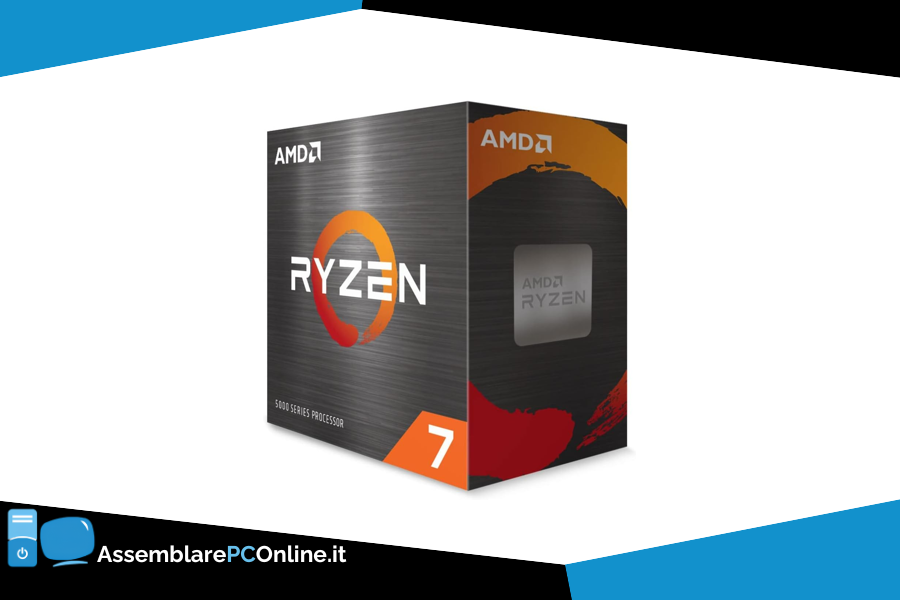 AMD
RYZEN
5000 SERIES PROCESSOR
7
AMD
AMD
RYZEN
AssemblarePCOnline.it